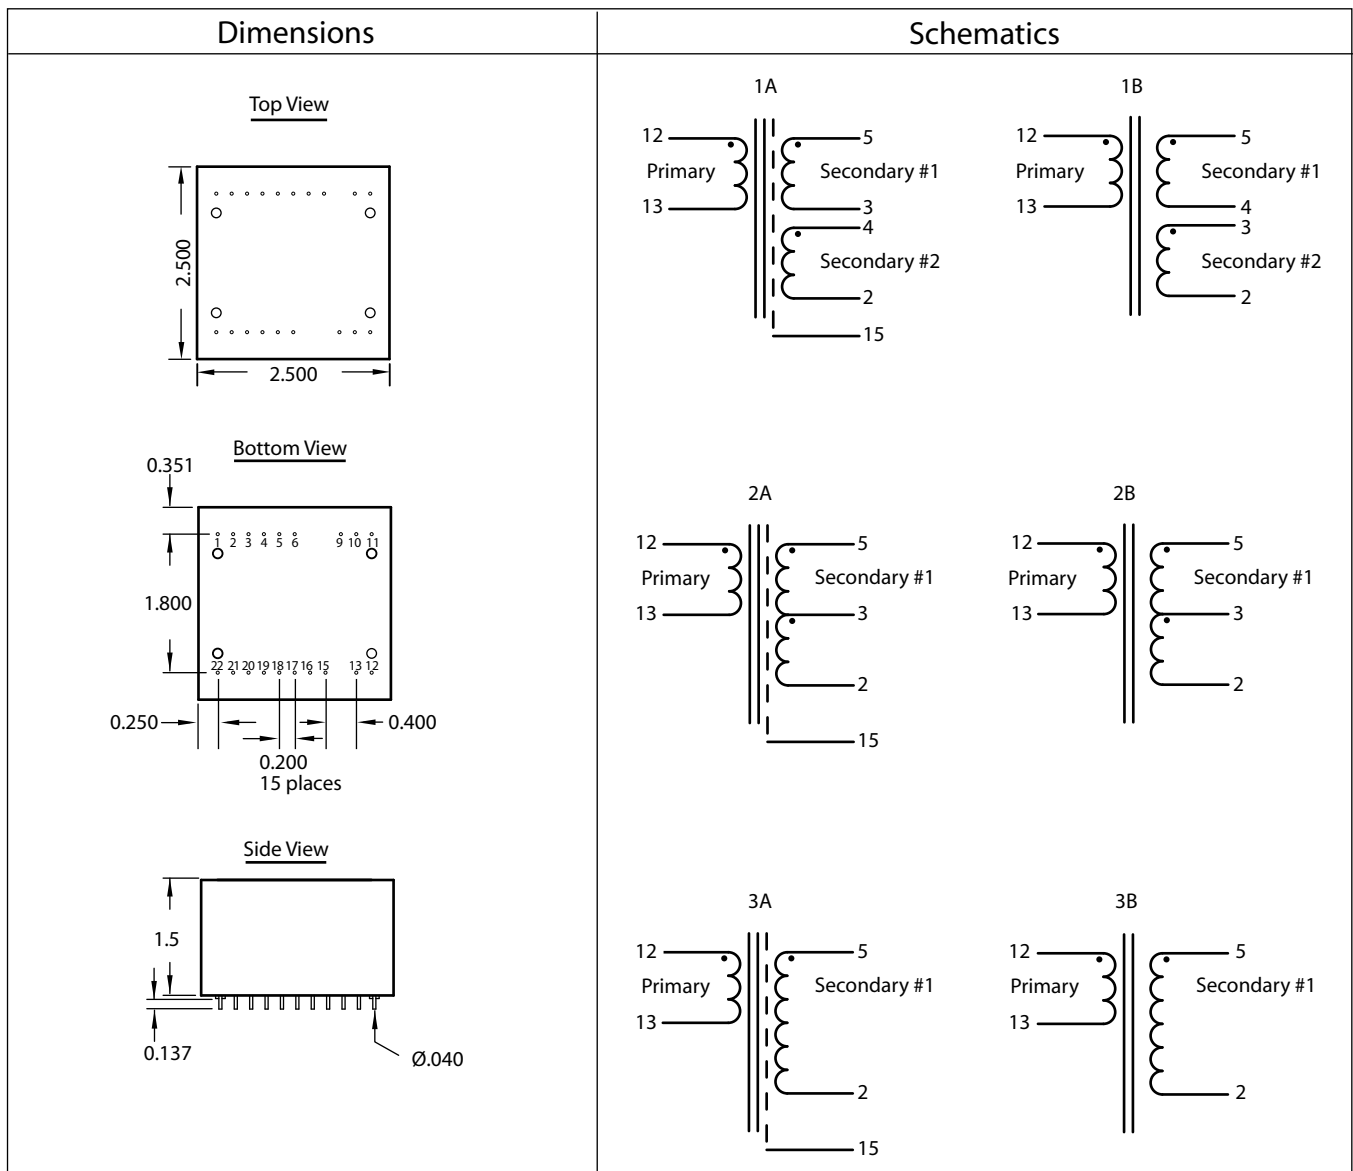 Dimensions
Schematics
Top View
2.500
2.500
Bottom View
0.351
1 2 3 4 5 6 9 10 11
1.800
22 21 20 19 18 17 16 15 13 12
0.250
0.400
0.200
15 places
Side View
1.5
0.137
Ø.040
1A
12
5
Primary
Secondary #1
13
3
4
Secondary #2
2
15
1B
12
5
Primary
Secondary #1
13
4
3
Secondary #2
2
2A
12
5
Primary
Secondary #1
13
3
2
15
2B
12
5
Primary
Secondary #1
13
3
2
3A
12
5
Primary
Secondary #1
13
2
15
3B
12
5
Primary
Secondary #1
13
2